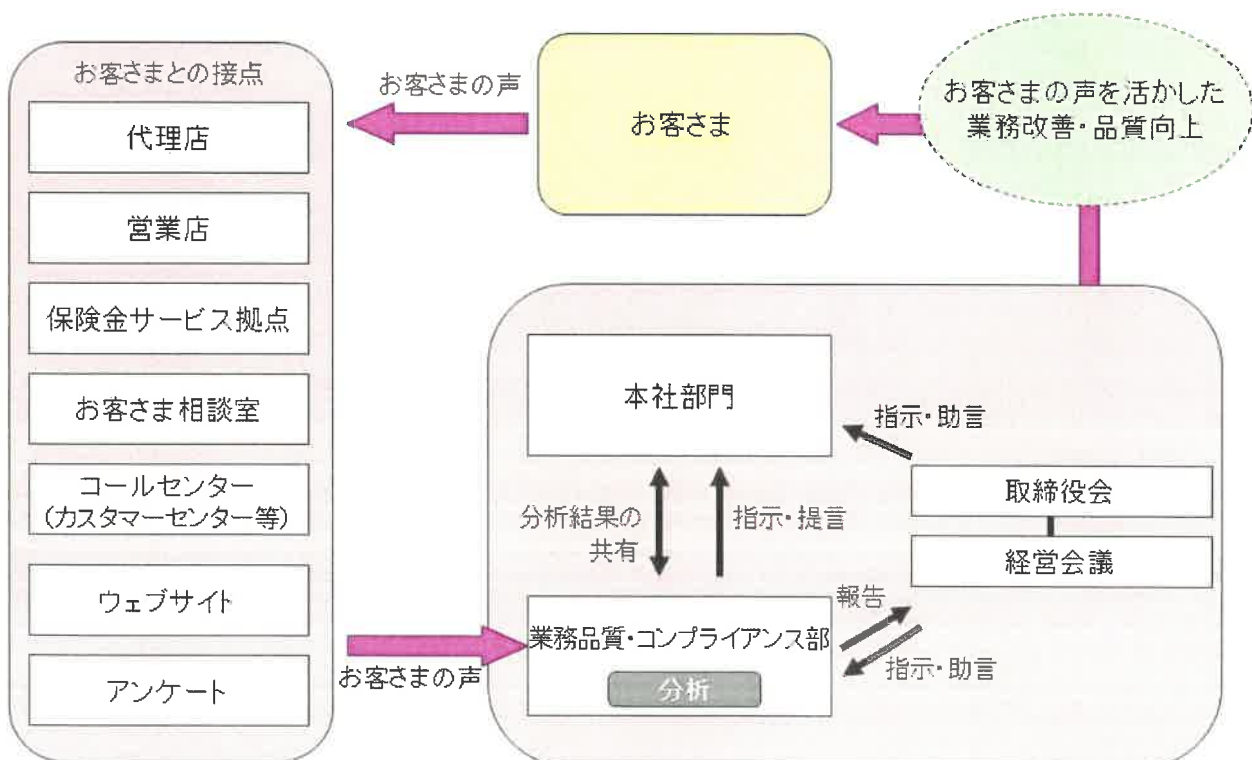 お客さまとの接点
代理店
営業店
保険金サービス拠点
お客さま相談室
コールセンター
(カスタマーセンター等)
ウェブサイト
アンケート
お客さまの声
お客さま
お客さまの声を活かした
業務改善・品質向上
お客さまの声
本社部門
分析結果の
共有
指示・提言
指示・助言
取締役会
経営会議
業務品質・コンプライアンス部
分析
報告
指示・助言